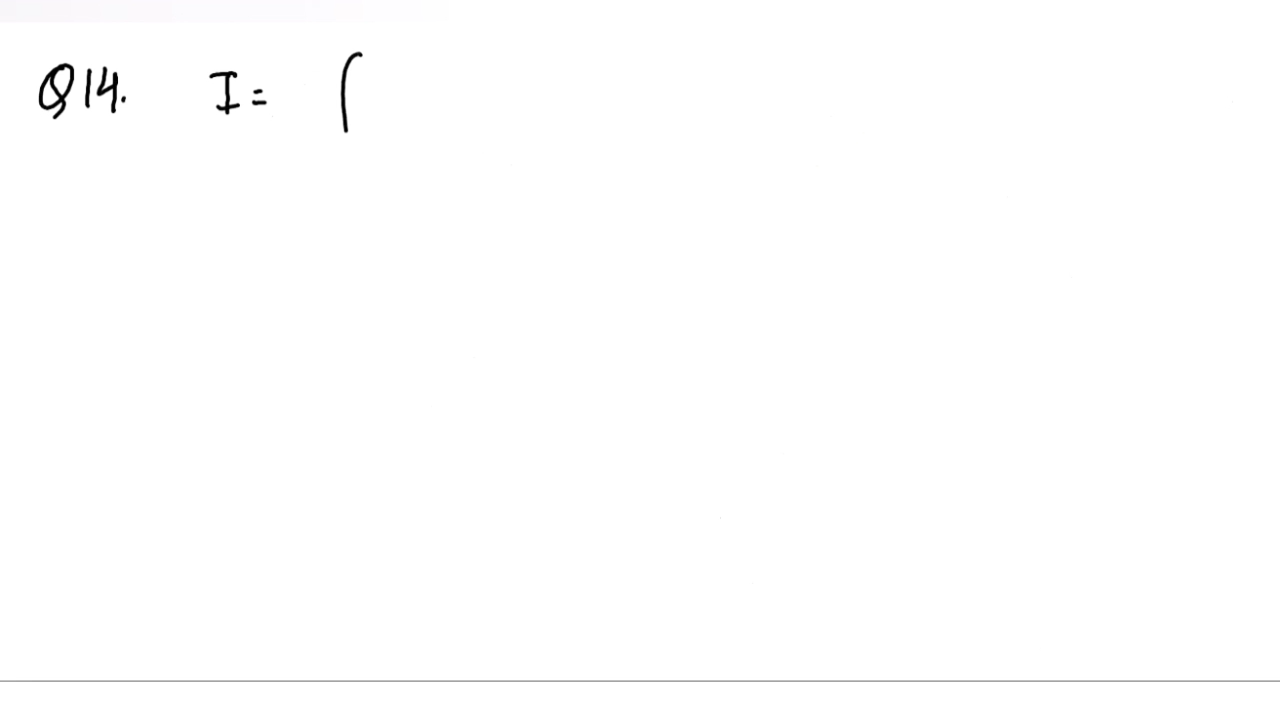 Q14. I = ∫